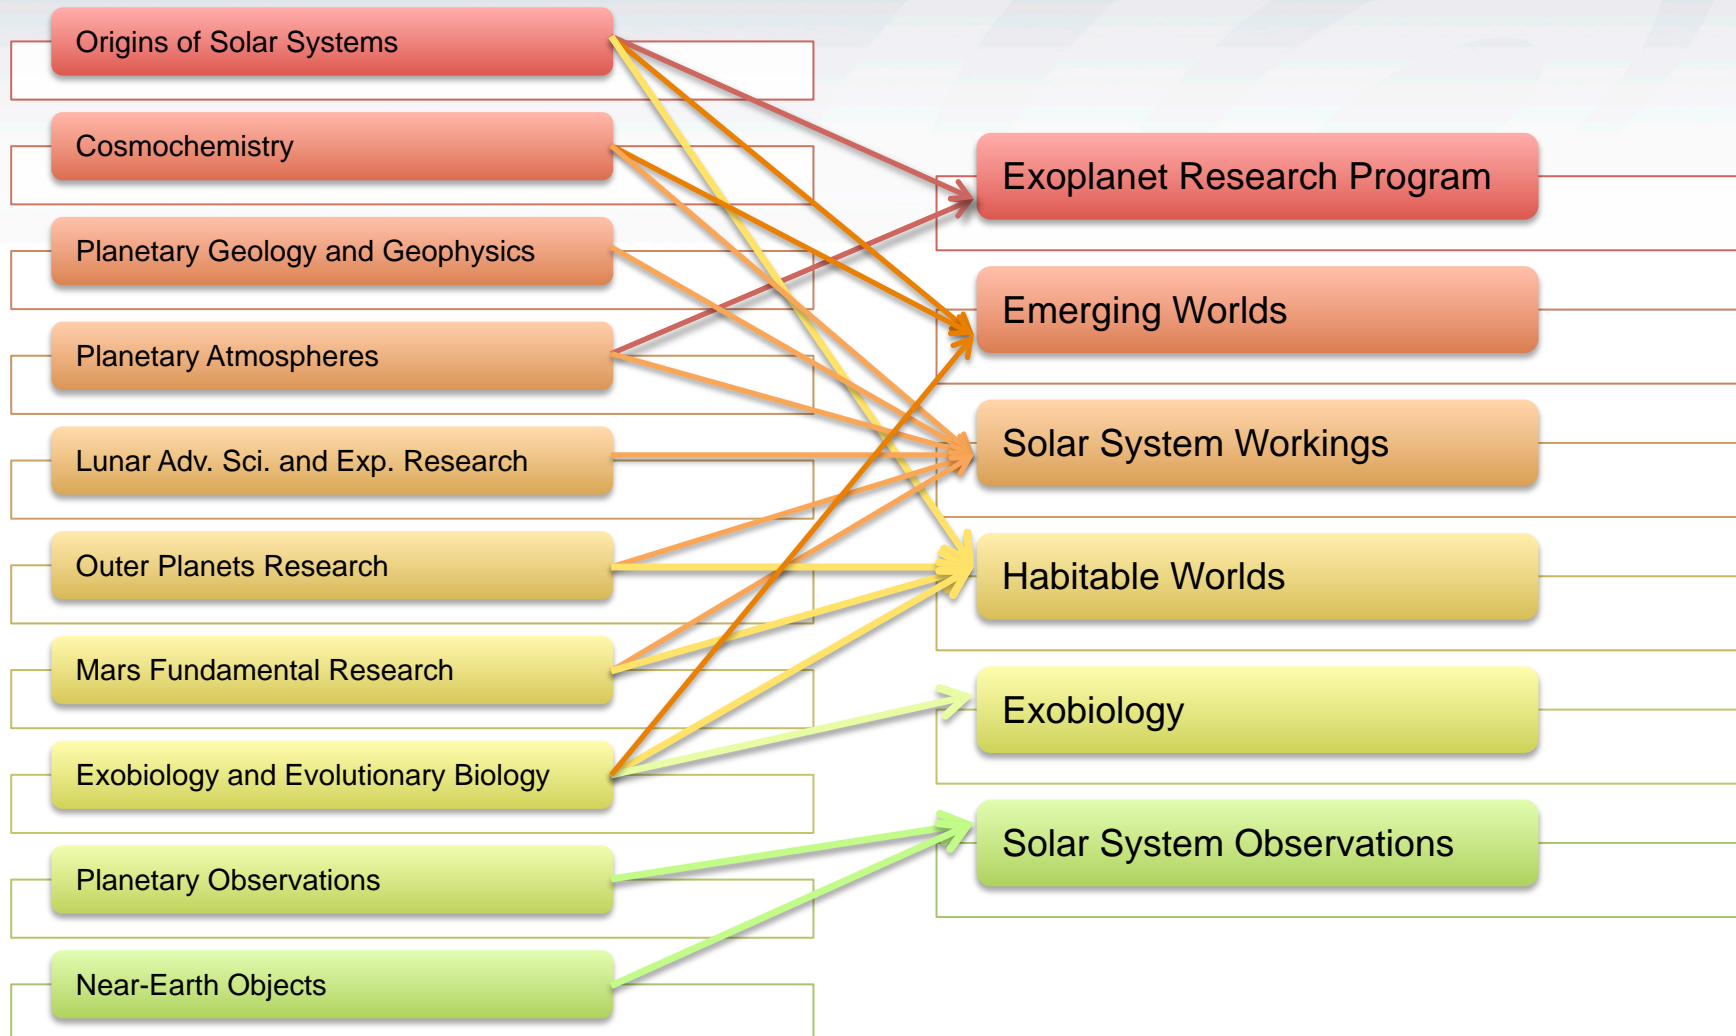 Origins of Solar Systems
Cosmochemistry
Planetary Geology and Geophysics
Planetary Atmospheres
Lunar Adv. Sci. and Exp. Research
Outer Planets Research
Mars Fundamental Research
Exobiology and Evolutionary Biology
Planetary Observations
Near-Earth Objects
Exoplanet Research Program
Emerging Worlds
Solar System Workings
Habitable Worlds
Exobiology
Solar System Observations